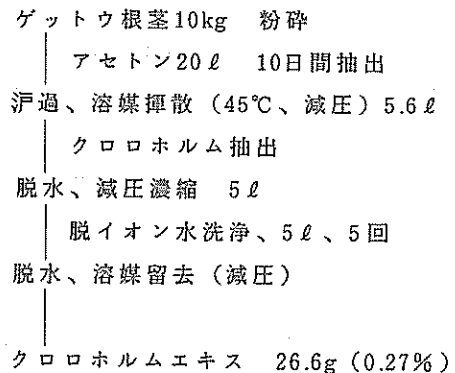 ゲットウ根茎10kg 粉砕
アセトン20ℓ 10日間抽出
沪過、溶媒揮散（45℃、減圧）5.6ℓ
クロロホルム抽出
脱水、減圧濃縮 5ℓ
脱イオン水洗浄、5ℓ、5回
脱水、溶媒留去（減圧）
クロロホルムエキス 26.6g（0.27%）